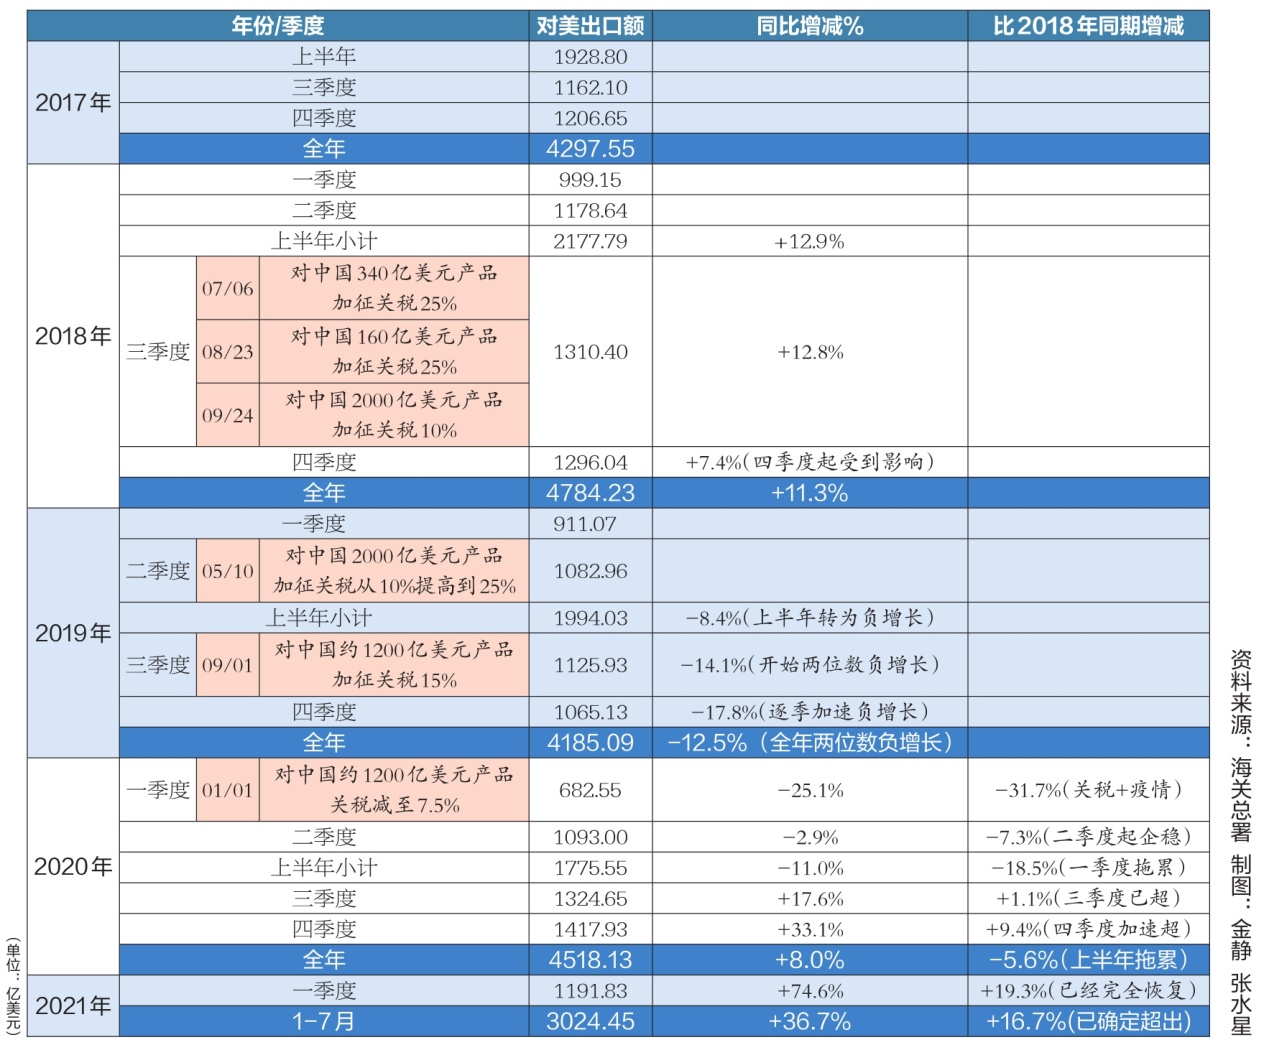 年份/季度 对美出口额 同比增减% 比2018年同期增减
2017年
上半年 1928.80
三季度 1162.10
四季度 1206.65
全年 4297.55
2018年
一季度 999.15
二季度 1178.64
上半年小计 2177.79 +12.9%
三季度
07/06 对中国340亿美元产品
加征关税25%
08/23 对中国160亿美元产品
加征关税25%
1310.40 +12.8%
09/24 对中国2000亿美元产品
加征关税10%
四季度 1296.04 +7.4%(四季度起受到影响)
全年 4784.23 +11.3%
2019年
一季度 911.07
二季度 05/10 对中国2000亿美元产品
加征关税从10%提高到25%
1082.96
上半年小计 1994.03 -8.4%(上半年转为负增长)
三季度 09/01 对中国约1200亿美元产品
加征关税15%
1125.93 -14.1%(开始两位数负增长)
四季度 1065.13 -17.8%(逐季加速负增长)
全年 4185.09 -12.5%（全年两位数负增长）
2020年
一季度 01/01 对中国约1200亿美元产品
关税减至7.5%
682.55 -25.1% -31.7%(关税+疫情)
二季度 1093.00 -2.9% -7.3%(二季度起企稳)
上半年小计 1775.55 -11.0% -18.5%(一季度拖累)
三季度 1324.65 +17.6% +1.1%(三季度已超)
四季度 1417.93 +33.1% +9.4%(四季度加速超)
全年 4518.13 +8.0% -5.6%(上半年拖累)
2021年
一季度 1191.83 +74.6% +19.3%(已经完全恢复)
1-7月 3024.45 +36.7% +16.7%(已确定超出)
（单位：亿美元）
资料来源：海关总署 制图：金静 张水星